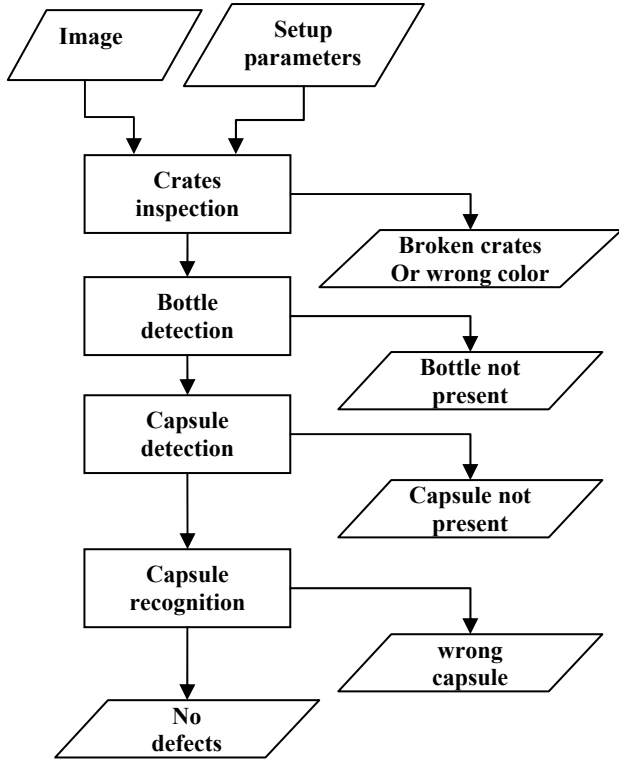 Image
Setup
parameters
Crates
inspection
Broken crates
Or wrong color
Bottle
detection
Bottle not
present
Capsule
detection
Capsule not
present
Capsule
recognition
wrong
capsule
No
defects